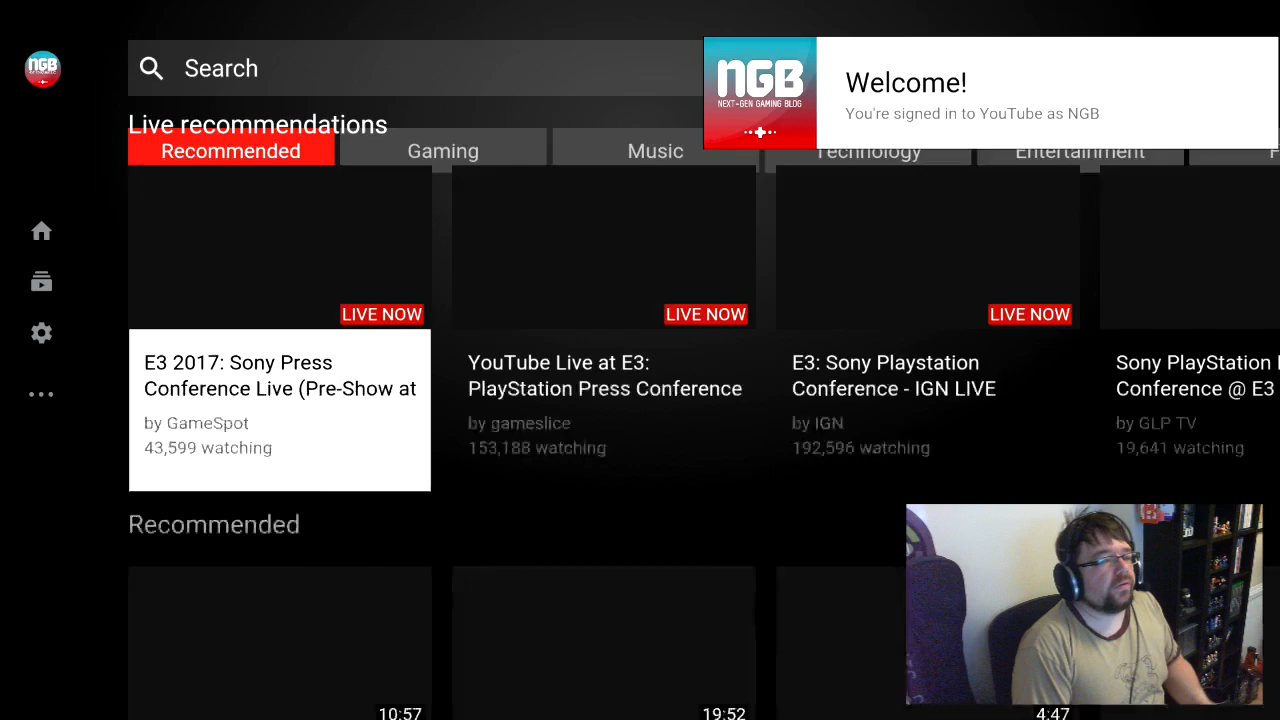 NGB
Search
NGB
NEXT-GEN GAMING BLOG
Welcome!
You're signed in to YouTube as NGB
Live recommendations
Recommended
Gaming
Music
Technology
Entertainment
F
LIVE NOW
LIVE NOW
LIVE NOW
E3 2017: Sony Press
Conference Live (Pre-Show at
by GameSpot
43,599 watching
YouTube Live at E3:
PlayStation Press Conference
by gameslice
153,188 watching
E3: Sony Playstation
Conference - IGN LIVE
by IGN
192,596 watching
Sony PlayStation
Conference @ E3
by GLP TV
19,641 watching
Recommended
10:57
19:52
4:47